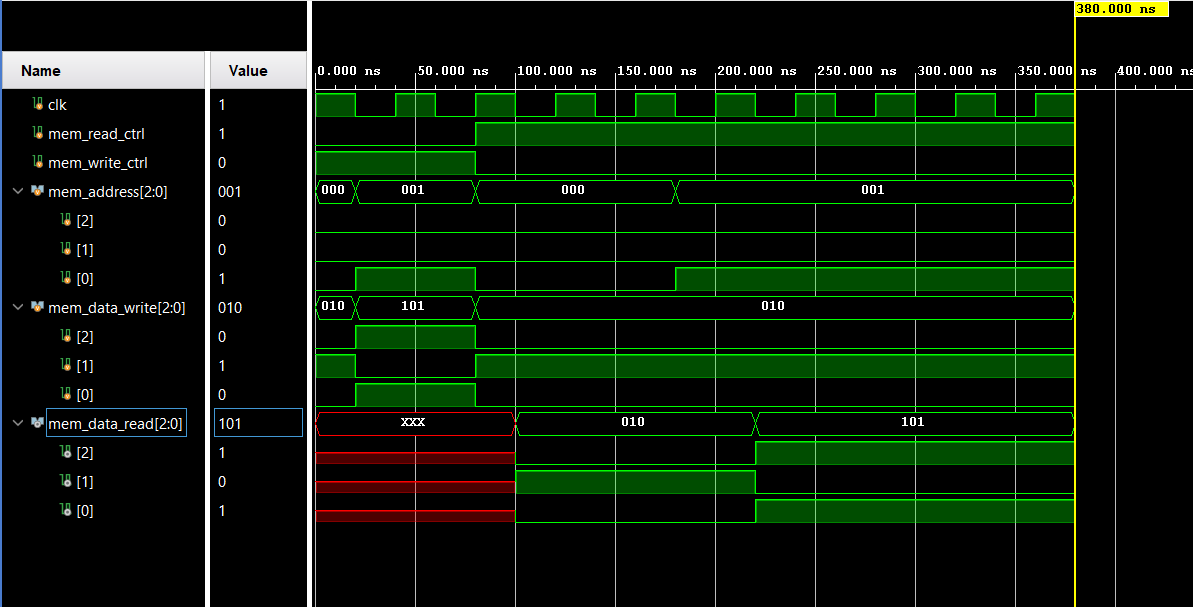 380.000 ns
Name Value 0.000 ns 50.000 ns 100.000 ns 150.000 ns 200.000 ns 250.000 ns 300.000 ns 350.000 ns 400.000 ns
clk 1
mem_read_ctrl 1
mem_write_ctrl 0
mem_address[2:0] 001 000 001 000 001
[2] 0
[1] 0
[0] 1
mem_data_write[2:0] 010 010 101 010
[2] 0
[1] 1
[0] 0
mem_data_read[2:0] 101 XXX 010 101
[2] 1
[1] 0
[0] 1